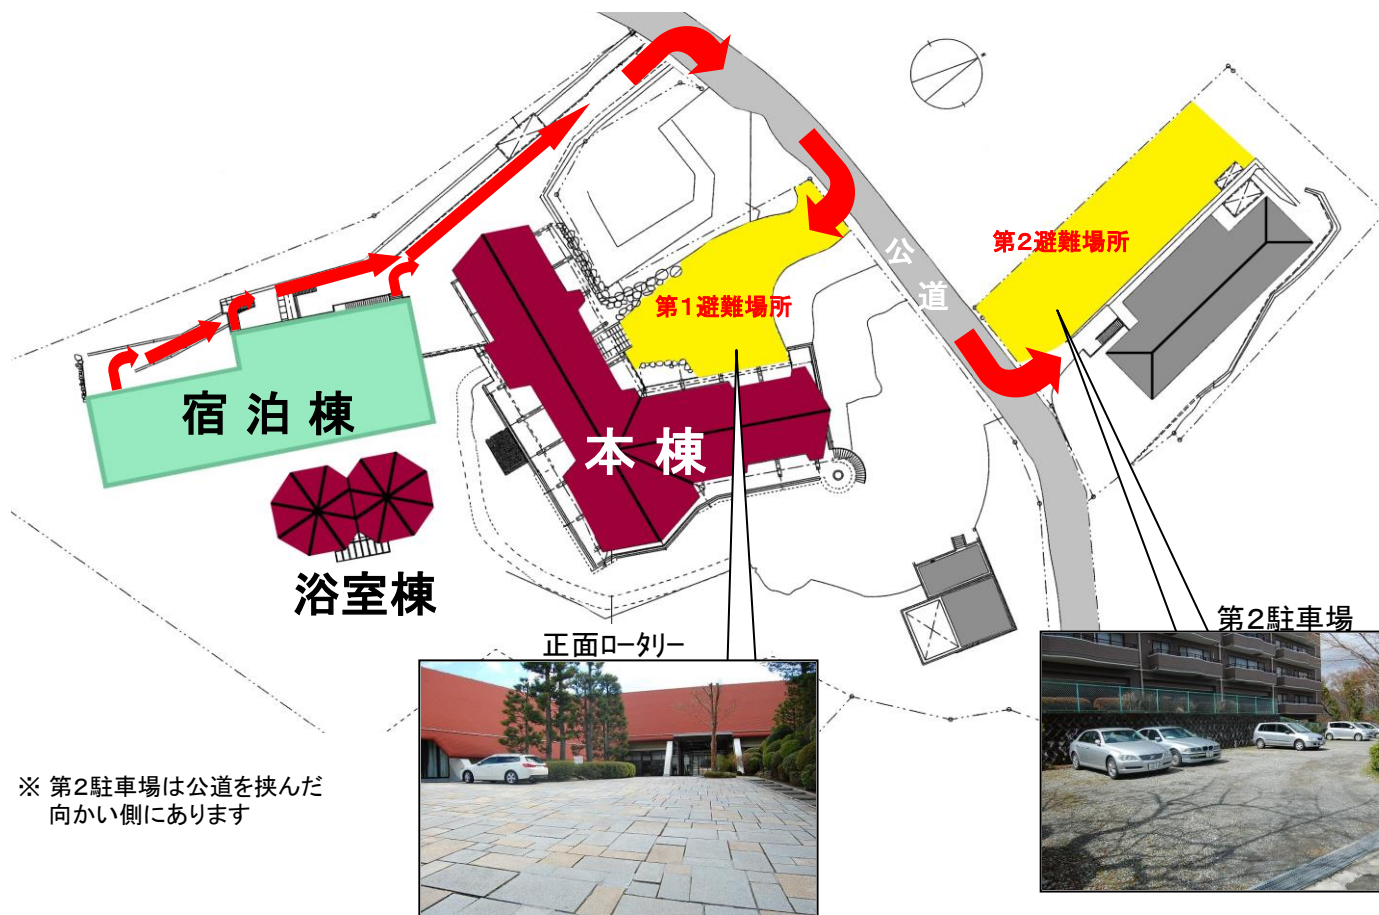 公
道
第2避難場所
第1避難場所
宿泊棟
本棟
浴室棟
正面ロータリー
第2駐車場
※ 第2駐車場は公道を挟んだ
向かい側にあります